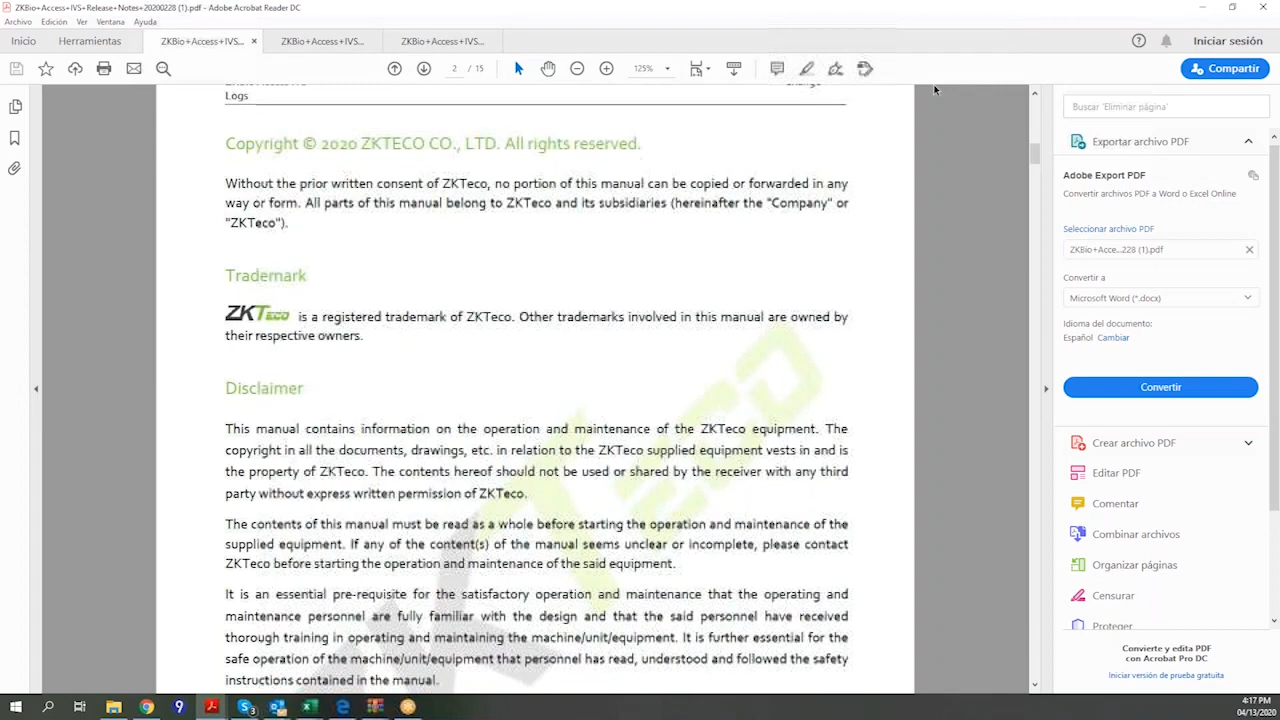 ZKBio+Access+IVS+Release+Notes+20200228 (1).pdf - Adobe Acrobat Reader DC
Archivo Edición Ver Ventana Ayuda
Inicio Herramientas ZKBio+Access+IVS... × ZKBio+Access+IVS... ZKBio+Access+IVS... Iniciar sesión
2 / 15 125% Compartir
Logs
Copyright © 2020 ZKTECO CO., LTD. All rights reserved.
Without the prior written consent of ZKTeco, no portion of this manual can be copied or forwarded in any
way or form. All parts of this manual belong to ZKTeco and its subsidiaries (hereinafter the "Company" or
"ZKTeco").
Trademark
ZKTECO is a registered trademark of ZKTeco. Other trademarks involved in this manual are owned by
their respective owners.
Disclaimer
This manual contains information on the operation and maintenance of the ZKTeco equipment. The
copyright in all the documents, drawings, etc. in relation to the ZKTeco supplied equipment vests in and is
the property of ZKTeco. The contents hereof should not be used or shared by the receiver with any third
party without express written permission of ZKTeco.
The contents of this manual must be read as a whole before starting the operation and maintenance of the
supplied equipment. If any of the content(s) of the manual seems unclear or incomplete, please contact
ZKTeco before starting the operation and maintenance of the said equipment.
It is an essential pre-requisite for the satisfactory operation and maintenance that the operating and
maintenance personnel are fully familiar with the design and that the said personnel have received
thorough training in operating and maintaining the machine/unit/equipment. It is further essential for the
safe operation of the machine/unit/equipment that personnel has read, understood and followed the safety
instructions contained in the manual.
Buscar 'Eliminar página'
Exportar archivo PDF
Adobe Export PDF
Convertir archivos PDF a Word o Excel Online
Seleccionar archivo PDF
ZKBio+Acce...228 (1).pdf
Convertir a
Microsoft Word (*.docx)
Idioma del documento:
Español Cambiar
Convertir
Crear archivo PDF
Editar PDF
Comentar
Combinar archivos
Organizar páginas
Censurar
Proteger
Convierte y edita PDF
con Acrobat Pro DC
Iniciar versión de prueba gratuita
4:17 PM
04/13/2020